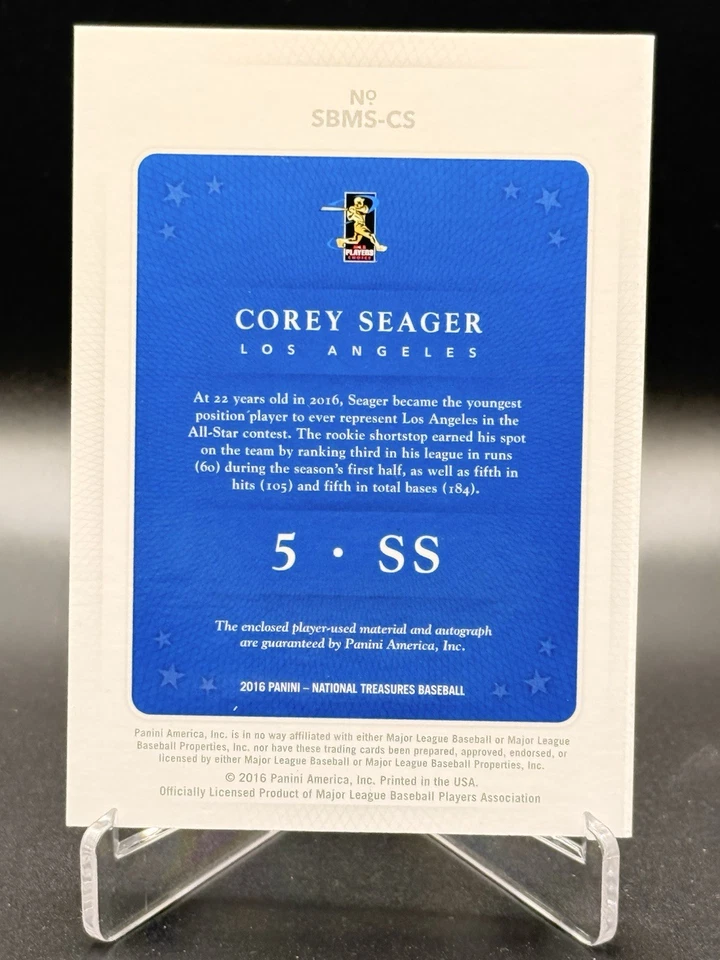 Nº
SBMS-CS
PLAYERS
CHOICE
COREY SEAGER
LOS ANGELES
At 22 years old in 2016, Seager became the youngest
position player to ever represent Los Angeles in the
All-Star contest. The rookie shortstop earned his spot
on the team by ranking third in his league in runs
(60) during the season's first half, as well as fifth in
hits (105) and fifth in total bases (184).
5 · SS
The enclosed player-used material and autograph
are guaranteed by Panini America, Inc.
2016 PANINI – NATIONAL TREASURES BASEBALL
Panini America, Inc. is in no way affiliated with either Major League Baseball or Major League
Baseball Properties, Inc. nor have these trading cards been prepared, approved, endorsed, or
licensed by either Major League Baseball or Major League Baseball Properties, Inc.
© 2016 Panini America, Inc. Printed in the USA.
Officially Licensed Product of Major League Baseball Players Association